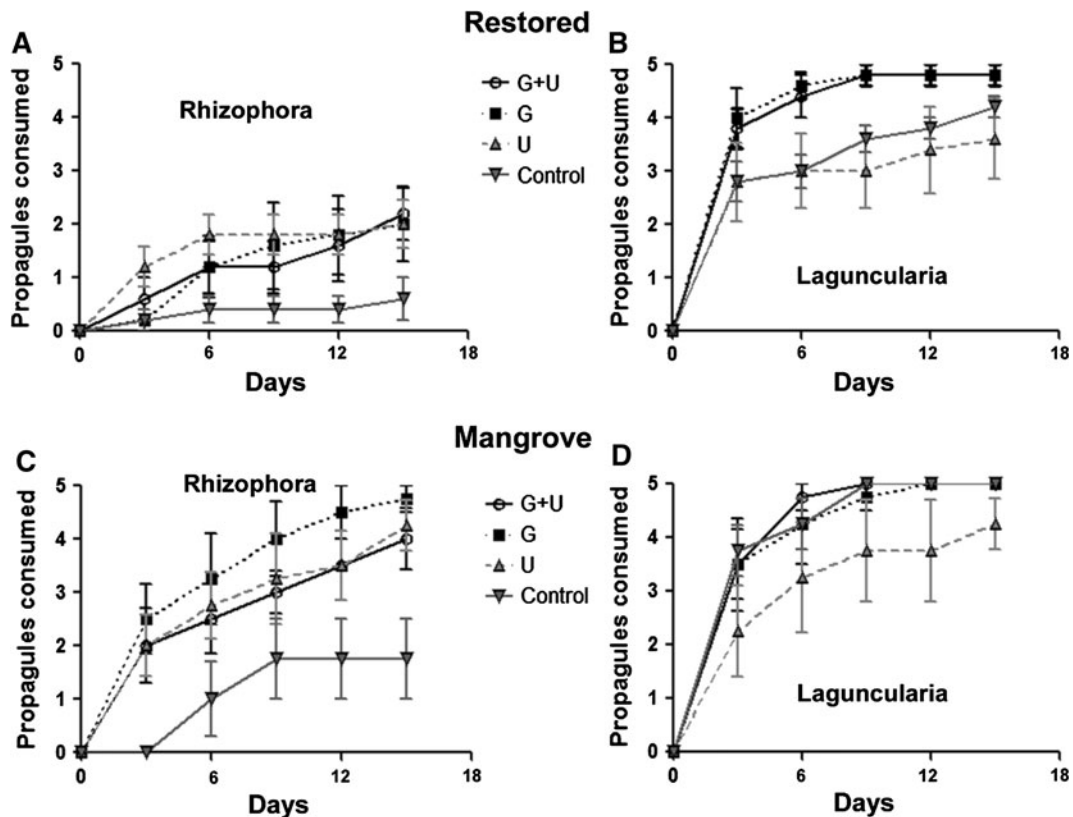 Restored
A
Propagules consumed
5
4
3
2
1
0
Rhizophora
0
6
12
18
Days
G+U
G
U
Control
B
Propagules consumed
5
4
3
2
1
0
Laguncularia
0
6
12
18
Days
Mangrove
C
Propagules consumed
5
4
3
2
1
0
Rhizophora
0
6
12
18
Days
G+U
G
U
Control
D
Propagules consumed
5
4
3
2
1
0
Laguncularia
0
6
12
18
Days